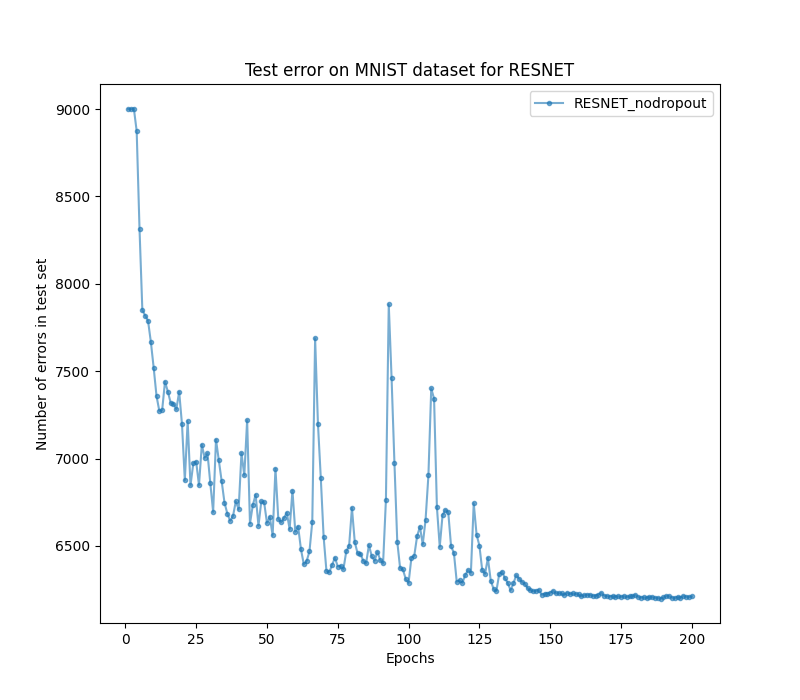 Test error on MNIST dataset for RESNET
RESNET_nodropout
9000
8500
8000
7500
7000
6500
Number of errors in test set
0 25 50 75 100 125 150 175 200
Epochs